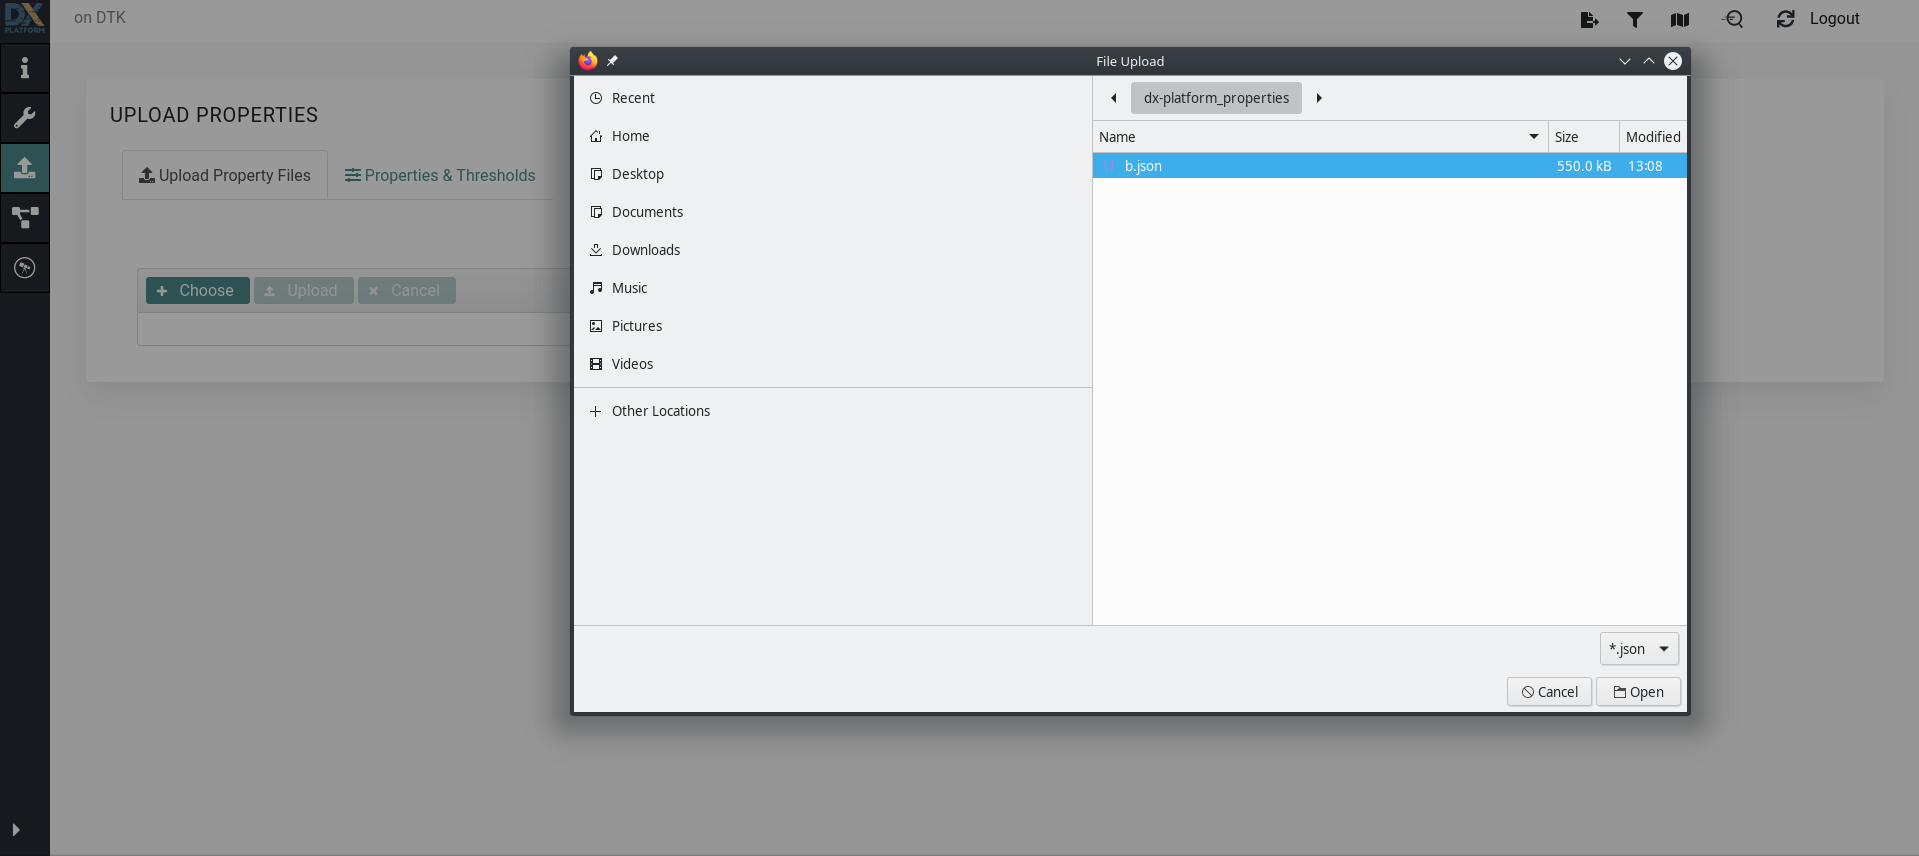 DX
PLATFORM
on DTK
Logout
UPLOAD PROPERTIES
Upload Property Files
Properties & Thresholds
Choose
Upload
Cancel
File Upload
Recent
Home
Desktop
Documents
Downloads
Music
Pictures
Videos
Other Locations
dx-platform_properties
Name Size Modified
b.json 550.0 kB 13:08
*.json
Cancel Open